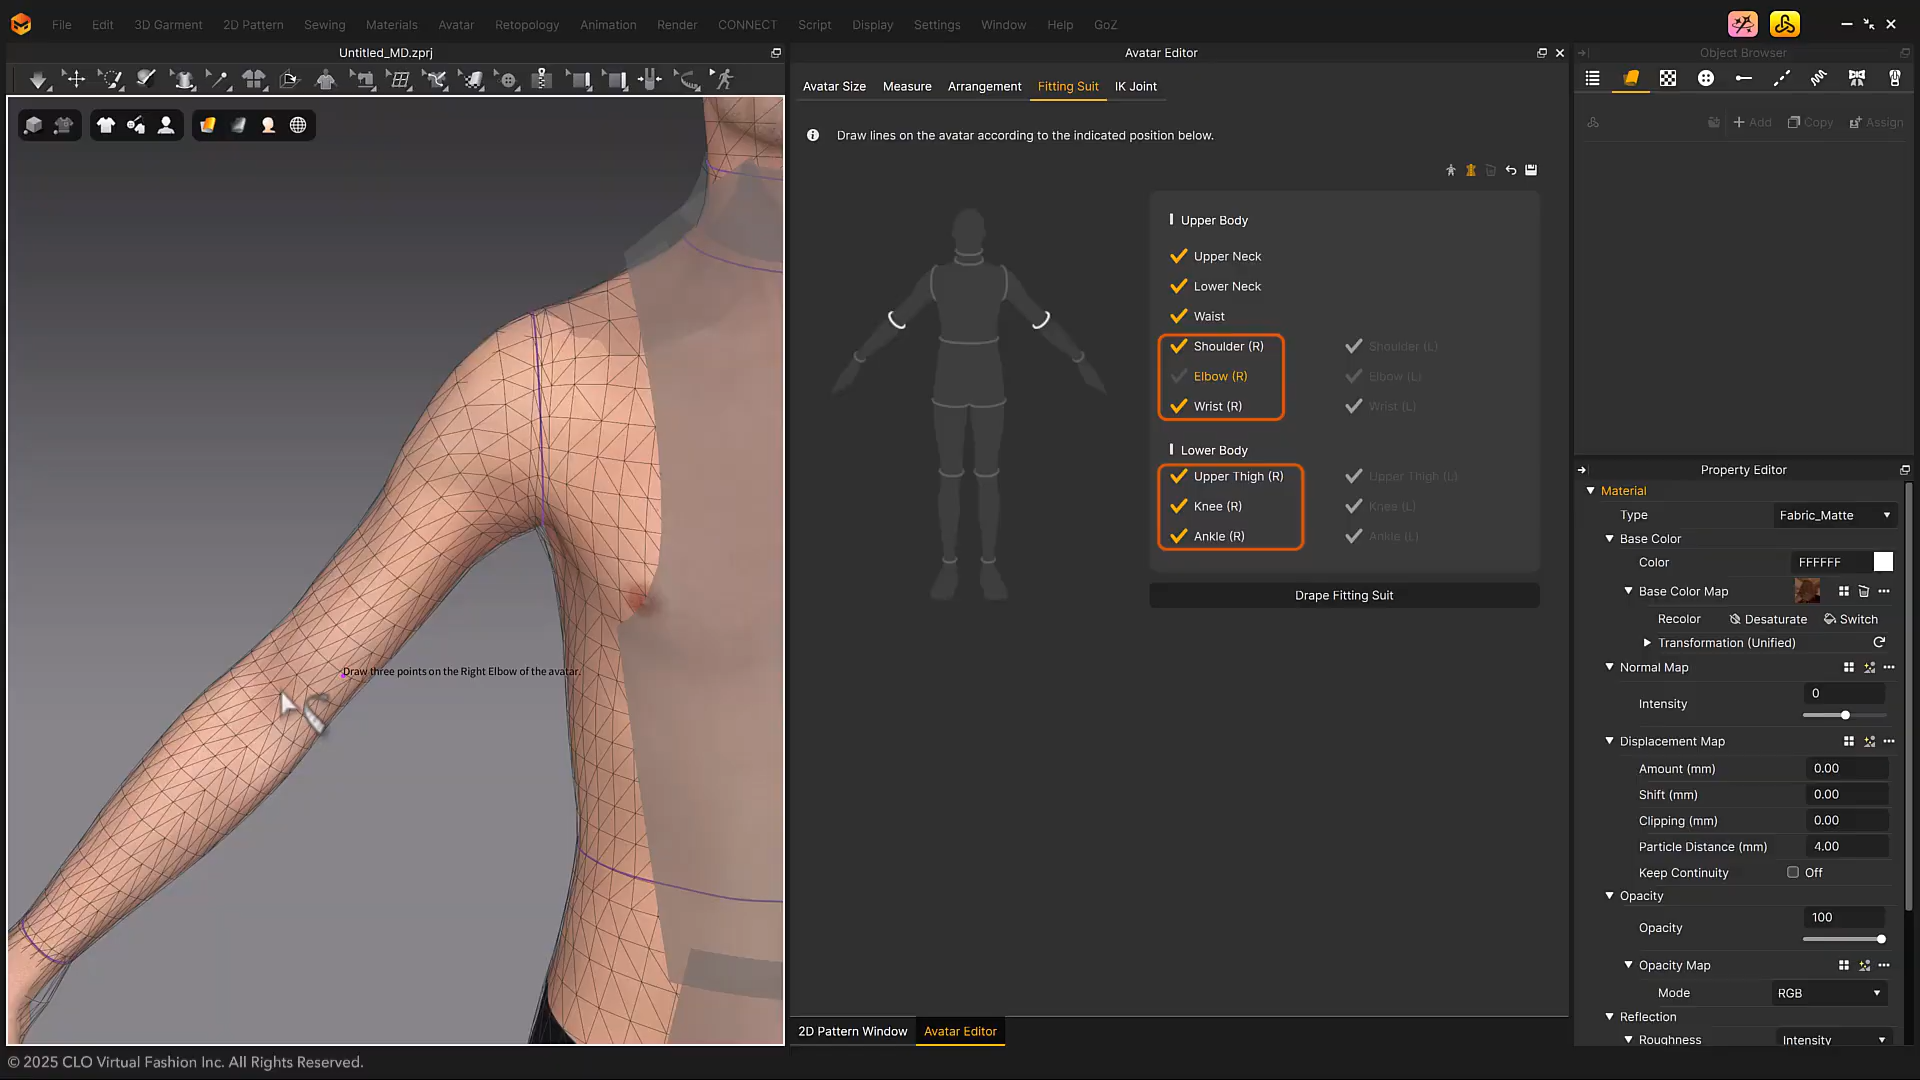 File Edit 3D Garment 2D Pattern Sewing Materials Avatar Retopology Animation Render CONNECT Script Display Settings Window Help GoZ
Untitled_MD.zprj
Avatar Editor
Object Browser
Avatar Size Measure Arrangement Fitting Suit IK Joint
Draw lines on the avatar according to the indicated position below.
Add Copy Assign
Upper Body
Upper Neck
Lower Neck
Waist
Shoulder (R) Shoulder (L)
Elbow (R) Elbow (L)
Wrist (R) Wrist (L)
Lower Body
Upper Thigh (R) Upper Thigh (L)
Knee (R) Knee (L)
Ankle (R) Ankle (L)
Drape Fitting Suit
Draw three points on the Right Elbow of the avatar.
Property Editor
Material
Type Fabric_Matte
Base Color
Color FFFFFF
Base Color Map
Recolor Desaturate Switch
Transformation (Unified)
Normal Map
Intensity 0
Displacement Map
Amount (mm) 0.00
Shift (mm) 0.00
Clipping (mm) 0.00
Particle Distance (mm) 4.00
Keep Continuity Off
Opacity
Opacity 100
Opacity Map
Mode RGB
Reflection
Roughness Intensity
2D Pattern Window Avatar Editor
© 2025 CLO Virtual Fashion Inc. All Rights Reserved.